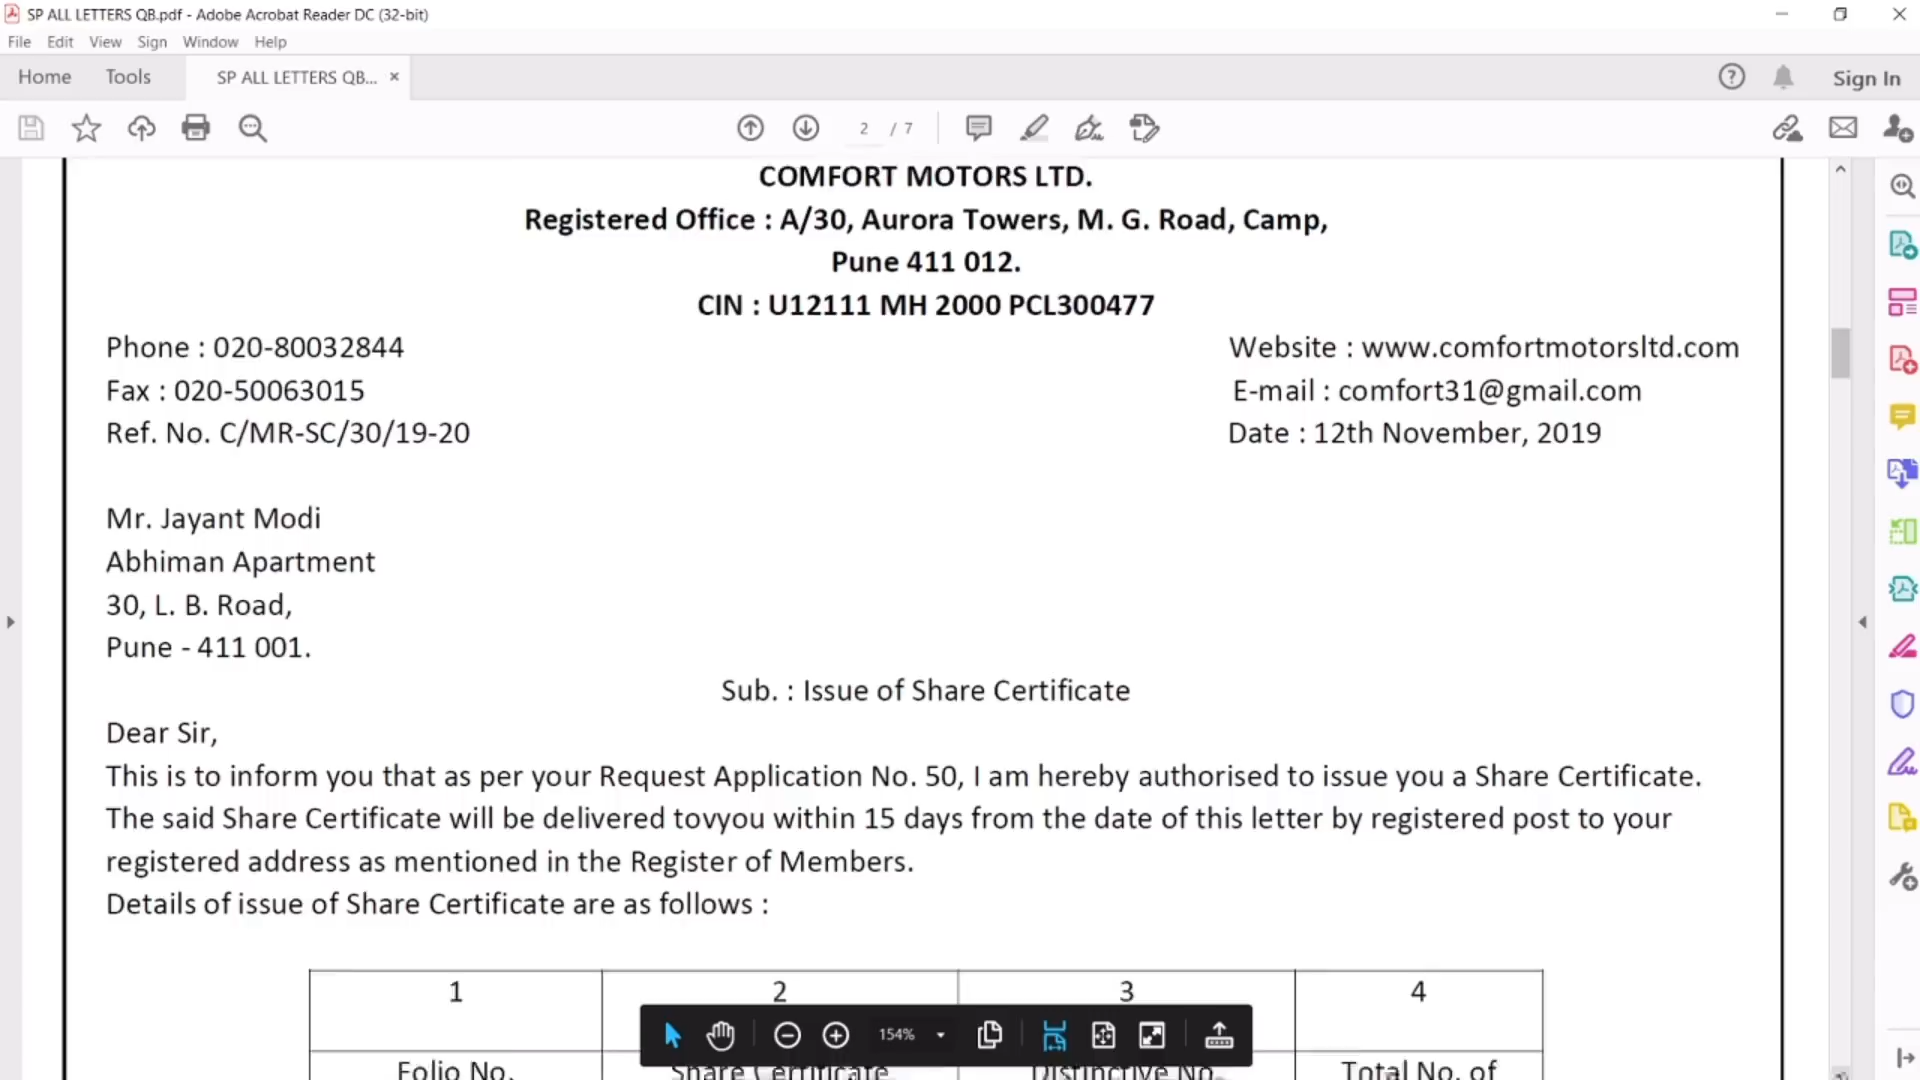 SP ALL LETTERS QB.pdf - Adobe Acrobat Reader DC (32-bit)
File Edit View Sign Window Help
Home Tools SP ALL LETTERS QB... × Sign In
2 / 7
COMFORT MOTORS LTD.
Registered Office : A/30, Aurora Towers, M. G. Road, Camp,
Pune 411 012.
CIN : U12111 MH 2000 PCL300477
Phone : 020-80032844 Website : www.comfortmotorsltd.com
Fax : 020-50063015 E-mail : comfort31@gmail.com
Ref. No. C/MR-SC/30/19-20 Date : 12th November, 2019
Mr. Jayant Modi
Abhiman Apartment
30, L. B. Road,
Pune - 411 001.
Sub. : Issue of Share Certificate
Dear Sir,
This is to inform you that as per your Request Application No. 50, I am hereby authorised to issue you a Share Certificate.
The said Share Certificate will be delivered tovyou within 15 days from the date of this letter by registered post to your
registered address as mentioned in the Register of Members.
Details of issue of Share Certificate are as follows :
1 2 3 4
154%
Folio No. Share Certificate Distinctive No. Total No. of